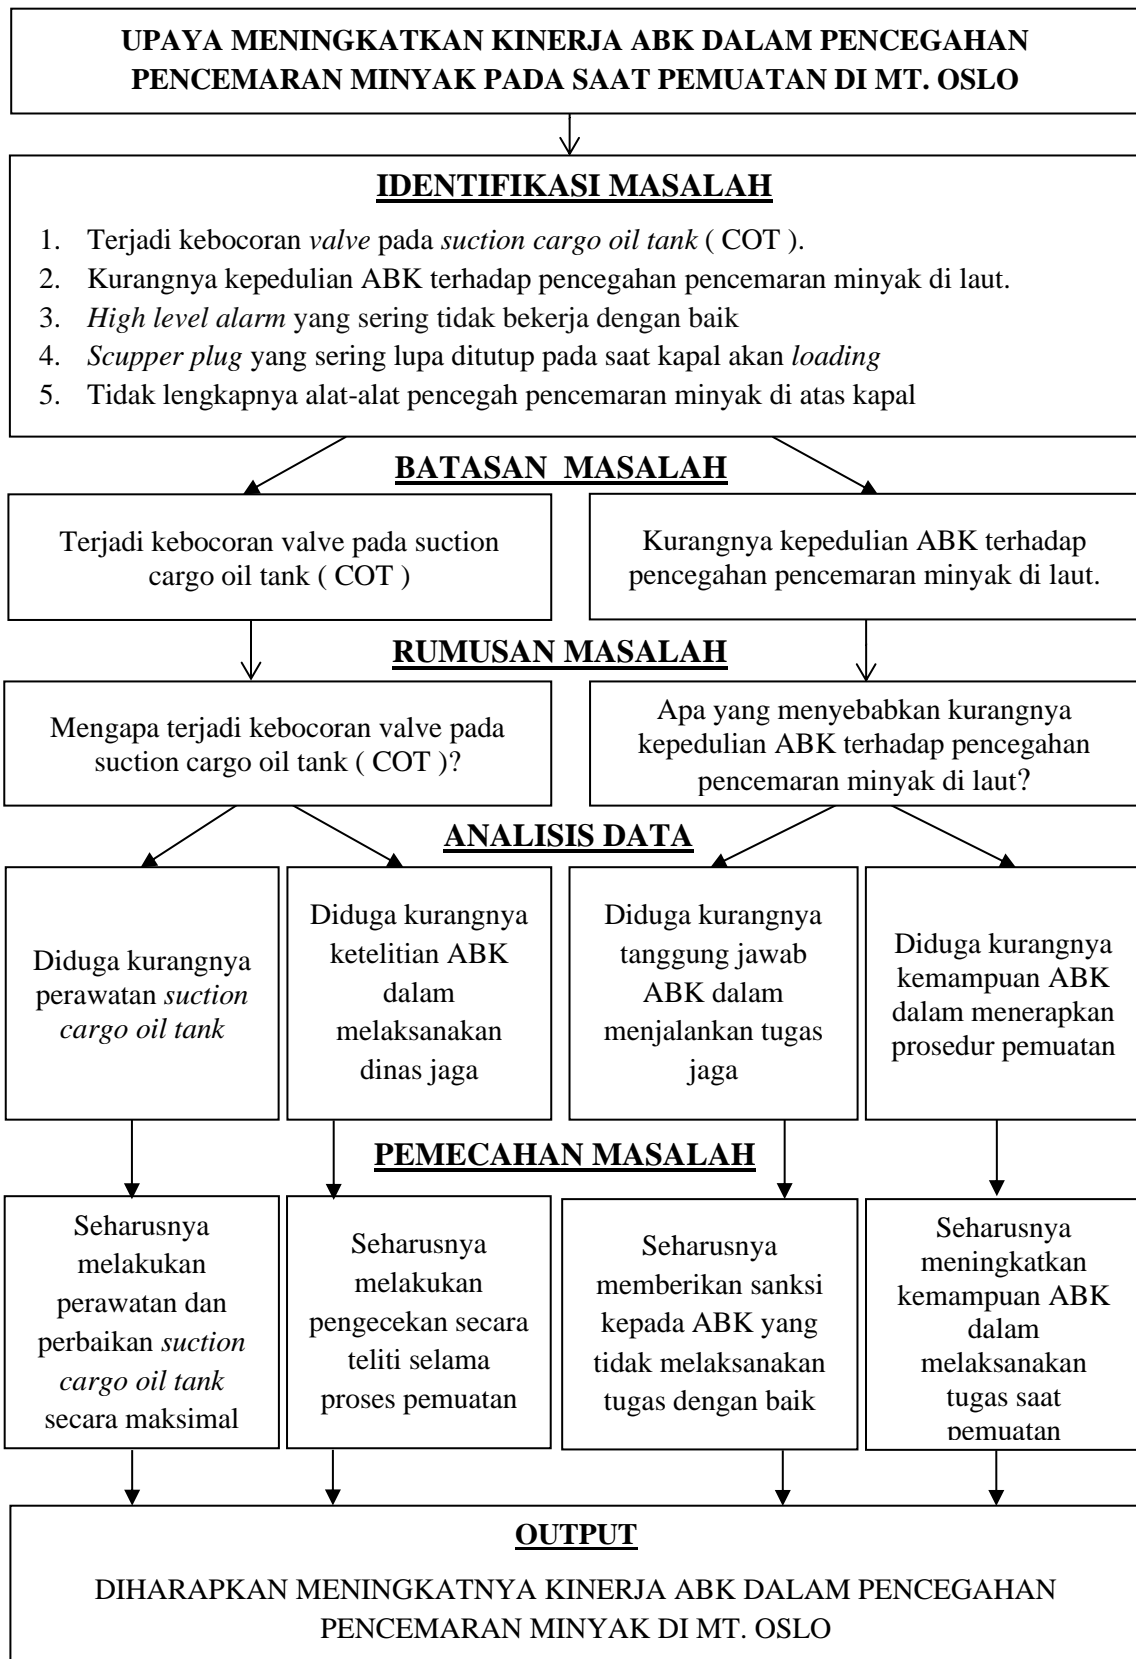 UPAYA MENINGKATKAN KINERJA ABK DALAM PENCEGAHAN
PENCEMARAN MINYAK PADA SAAT PEMUATAN DI MT. OSLO
IDENTIFIKASI MASALAH
1. Terjadi kebocoran valve pada suction cargo oil tank ( COT ).
2. Kurangnya kepedulian ABK terhadap pencegahan pencemaran minyak di laut.
3. High level alarm yang sering tidak bekerja dengan baik
4. Scupper plug yang sering lupa ditutup pada saat kapal akan loading
5. Tidak lengkapnya alat-alat pencegah pencemaran minyak di atas kapal
BATASAN MASALAH
Terjadi kebocoran valve pada suction
cargo oil tank ( COT )
Kurangnya kepedulian ABK terhadap
pencegahan pencemaran minyak di laut.
RUMUSAN MASALAH
Mengapa terjadi kebocoran valve pada
suction cargo oil tank ( COT )?
Apa yang menyebabkan kurangnya
kepedulian ABK terhadap pencegahan
pencemaran minyak di laut?
ANALISIS DATA
Diduga kurangnya
perawatan suction
cargo oil tank
Diduga kurangnya
ketelitian ABK
dalam
melaksanakan
dinas jaga
Diduga kurangnya
tanggung jawab
ABK dalam
menjalankan tugas
jaga
Diduga kurangnya
kemampuan ABK
dalam menerapkan
prosedur pemuatan
PEMECAHAN MASALAH
Seharusnya
melakukan
perawatan dan
perbaikan suction
cargo oil tank
secara maksimal
Seharusnya
melakukan
pengecekan secara
teliti selama
proses pemuatan
Seharusnya
memberikan sanksi
kepada ABK yang
tidak melaksanakan
tugas dengan baik
Seharusnya
meningkatkan
kemampuan ABK
dalam
melaksanakan
tugas saat
pemuatan
OUTPUT
DIHARAPKAN MENINGKATNYA KINERJA ABK DALAM PENCEGAHAN
PENCEMARAN MINYAK DI MT. OSLO